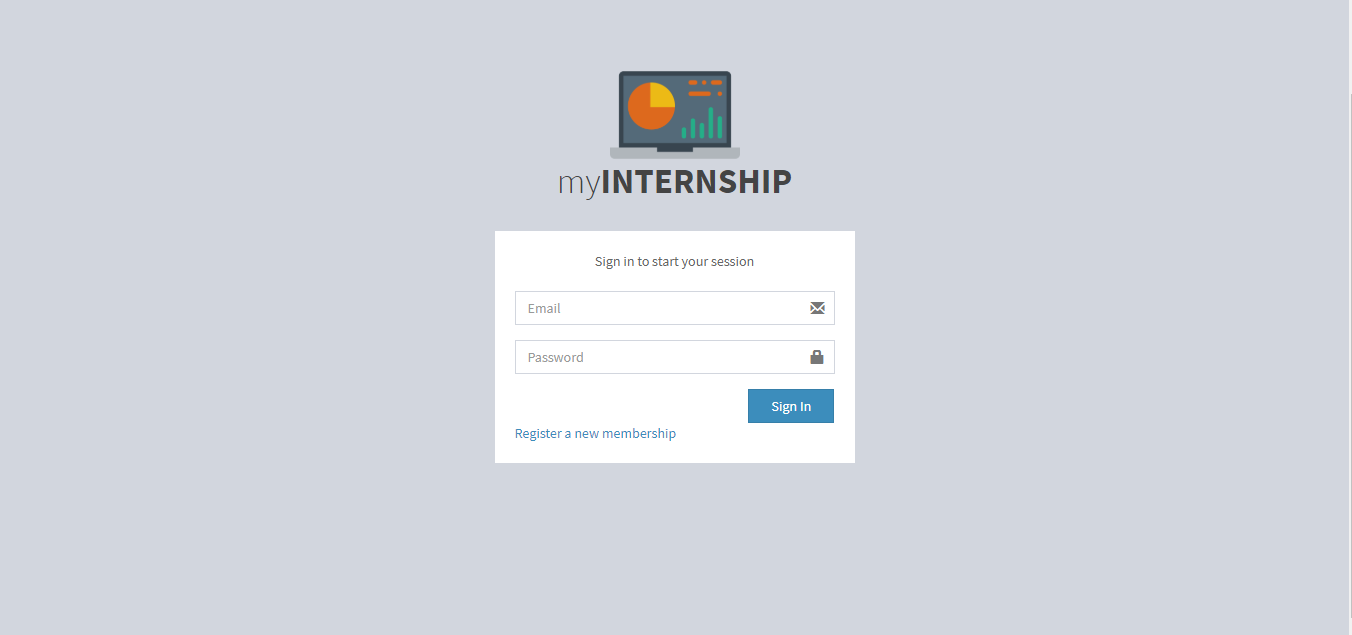 myINTERNSHIP
Sign in to start your session
Email
Password
Sign In
Register a new membership